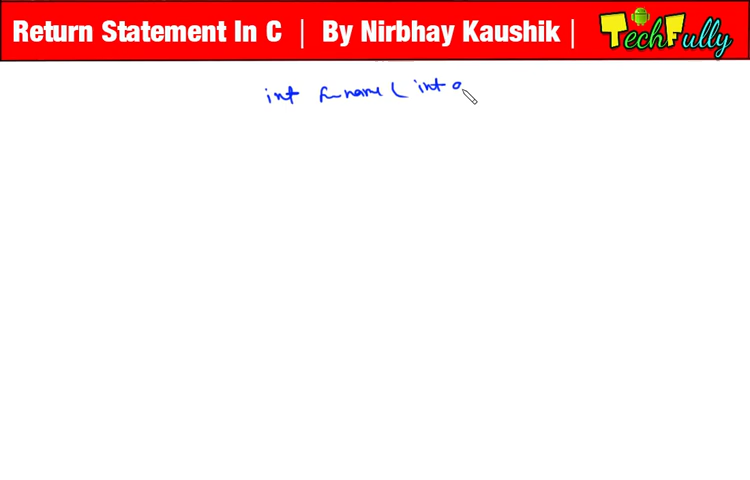 Return Statement In C | By Nirbhay Kaushik | TechFully
int fname ( int a